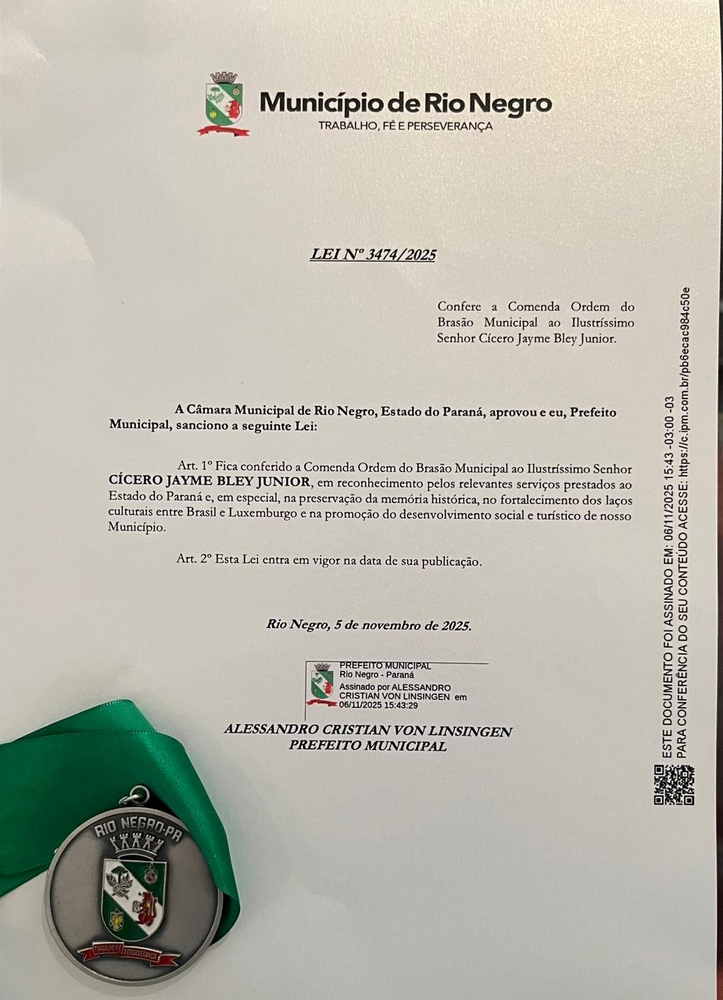 Município de Rio Negro
TRABALHO, FÉ E PERSEVERANÇA
LEI Nº 3474/2025
Confere a Comenda Ordem do
Brasão Municipal ao Ilustríssimo
Senhor Cícero Jayme Bley Junior.
A Câmara Municipal de Rio Negro, Estado do Paraná, aprovou e eu, Prefeito
Municipal, sanciono a seguinte Lei:
Art. 1º Fica conferido a Comenda Ordem do Brasão Municipal ao Ilustríssimo Senhor
CÍCERO JAYME BLEY JUNIOR, em reconhecimento pelos relevantes serviços prestados ao
Estado do Paraná e, em especial, na preservação da memória histórica, no fortalecimento dos laços
culturais entre Brasil e Luxemburgo e na promoção do desenvolvimento social e turístico de nosso
Município.
Art. 2º Esta Lei entra em vigor na data de sua publicação.
Rio Negro, 5 de novembro de 2025.
PREFEITO MUNICIPAL
Rio Negro - Paraná
Assinado por ALESSANDRO
CRISTIAN VON LINSINGEN em
06/11/2025 15:43:29
ALESSANDRO CRISTIAN VON LINSINGEN
PREFEITO MUNICIPAL
ESTE DOCUMENTO FOI ASSINADO EM: 06/11/2025 15:43 -03:00 -03
PARA CONFERÊNCIA DO SEU CONTEÚDO ACESSE: https://c.ipm.com.br/pb6ecac984c50e
RIO NEGRO-PR
TRABALHO FÉ E
PERSEVERANÇA